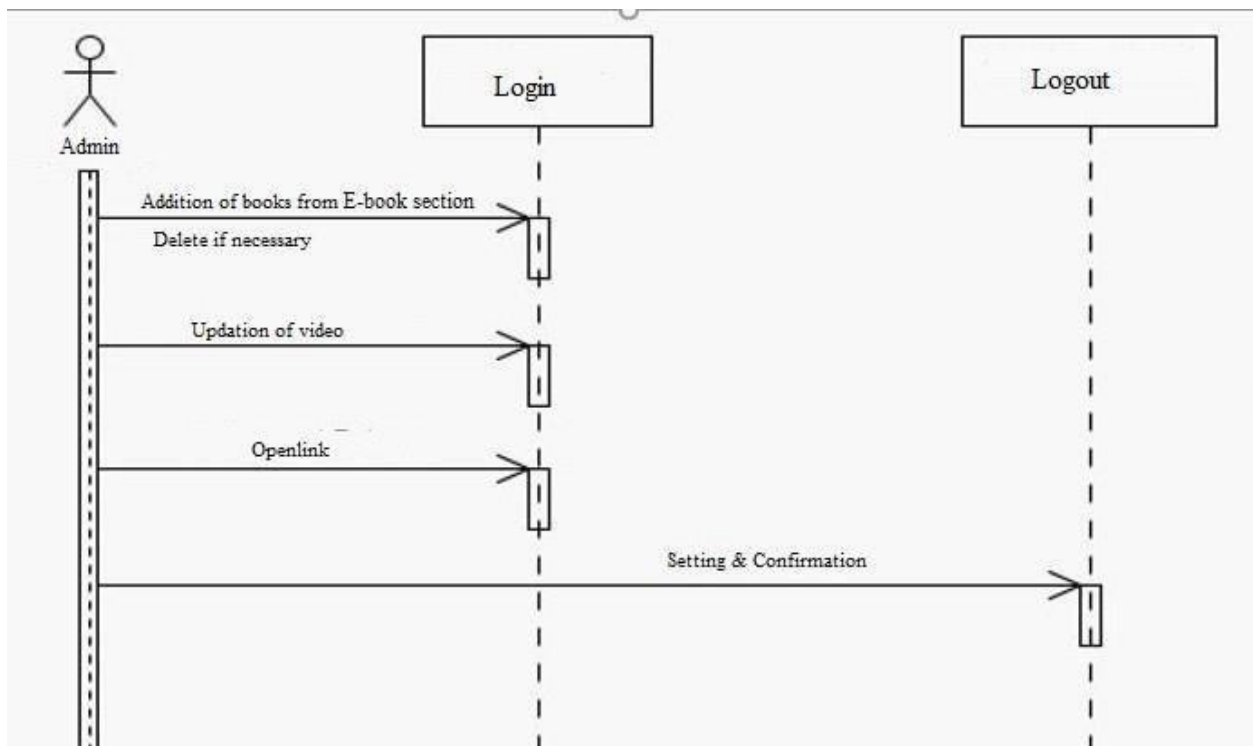 Login
Logout
Admin
Addition of books from E-book section
Delete if necessary
Updation of video
Openlink
Setting & Confirmation